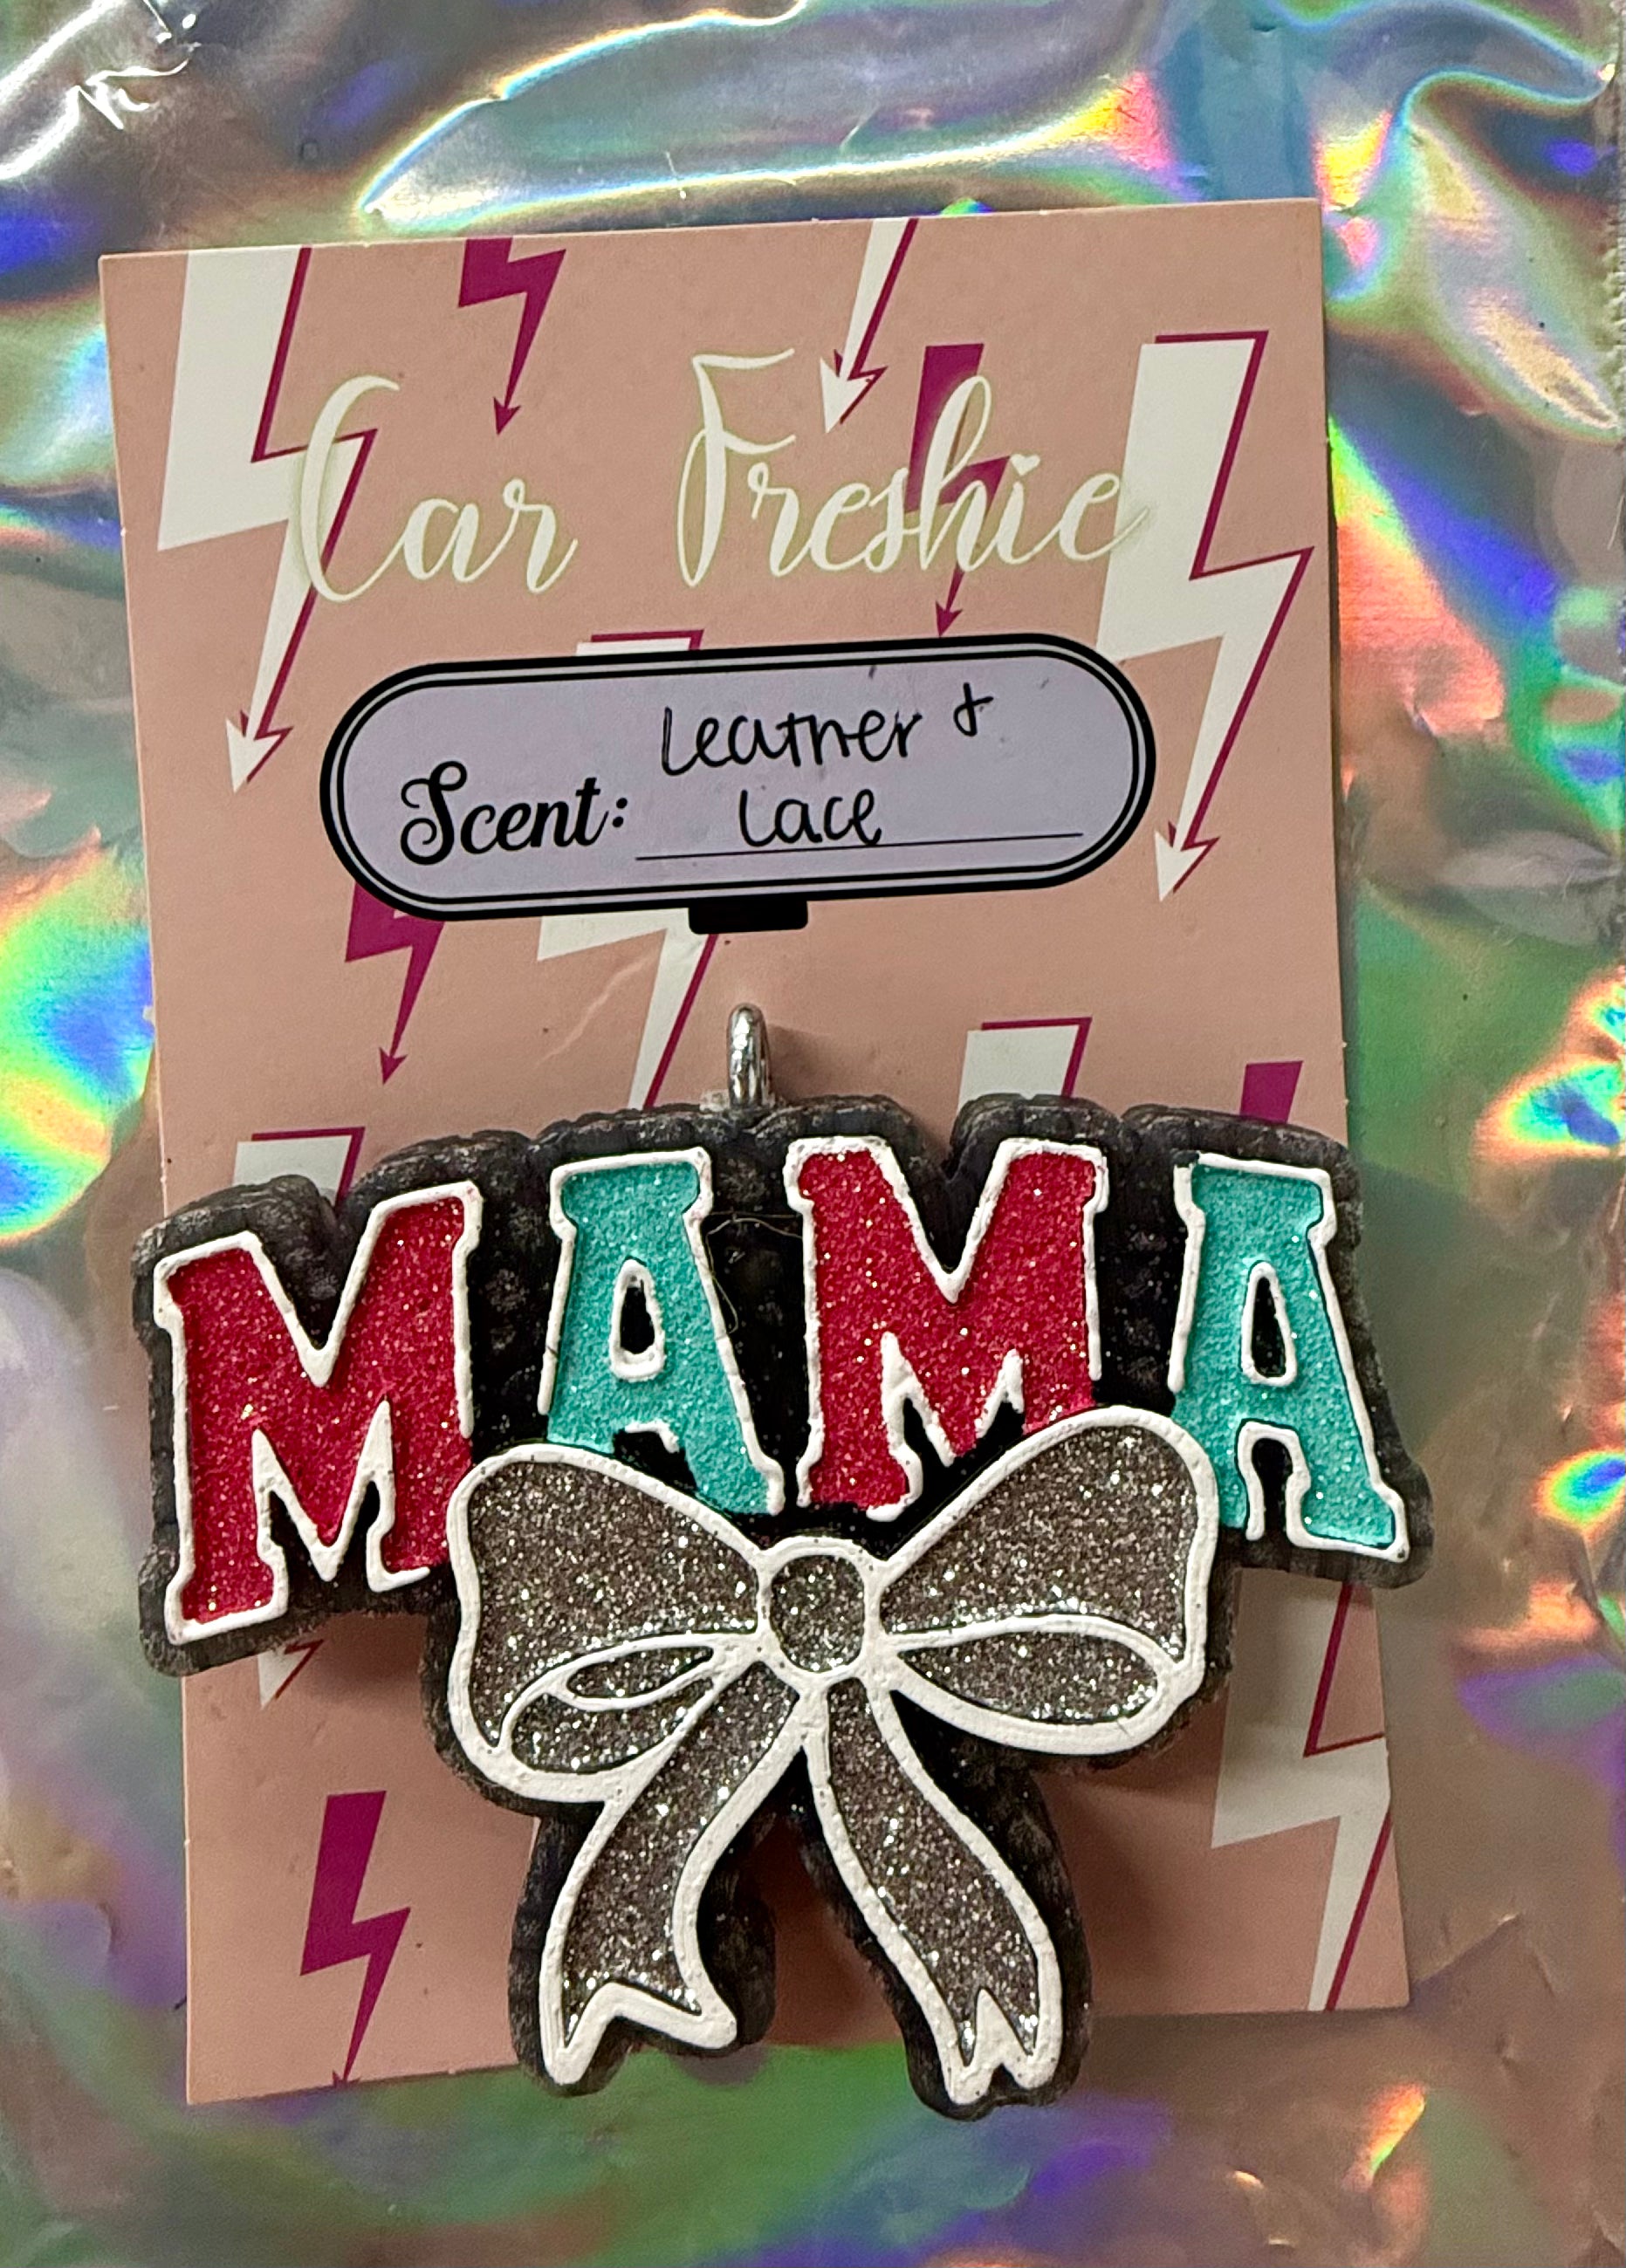 Car Freshie
Leather &
Scent: Lace
MAMA